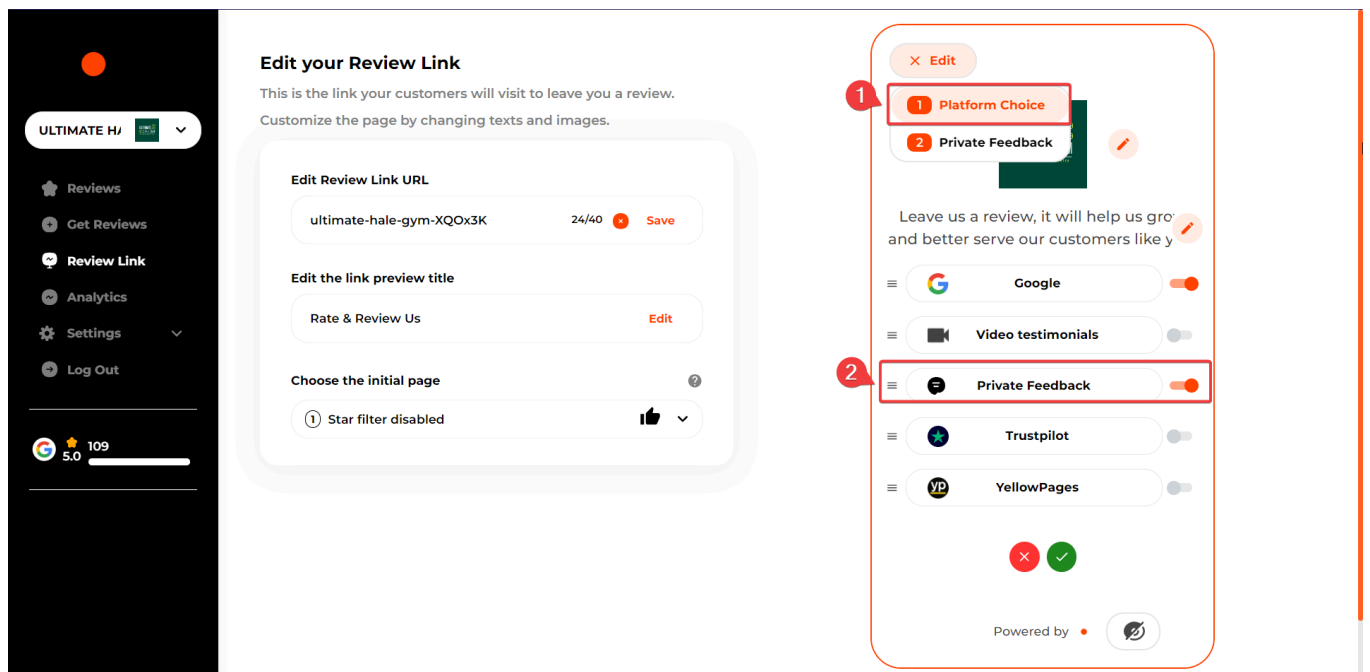 ULTIMATE H
Reviews
Get Reviews
Review Link
Analytics
Settings
Log Out
109
5.0
Edit your Review Link
This is the link your customers will visit to leave you a review.
Customize the page by changing texts and images.
Edit Review Link URL
ultimate-hale-gym-XQOx3K 24/40 Save
Edit the link preview title
Rate & Review Us Edit
Choose the initial page ?
1 Star filter disabled
Edit
1
1 Platform Choice
2 Private Feedback
Leave us a review, it will help us gro
and better serve our customers like y
Google
Video testimonials
2
Private Feedback
Trustpilot
yp YellowPages
Powered by